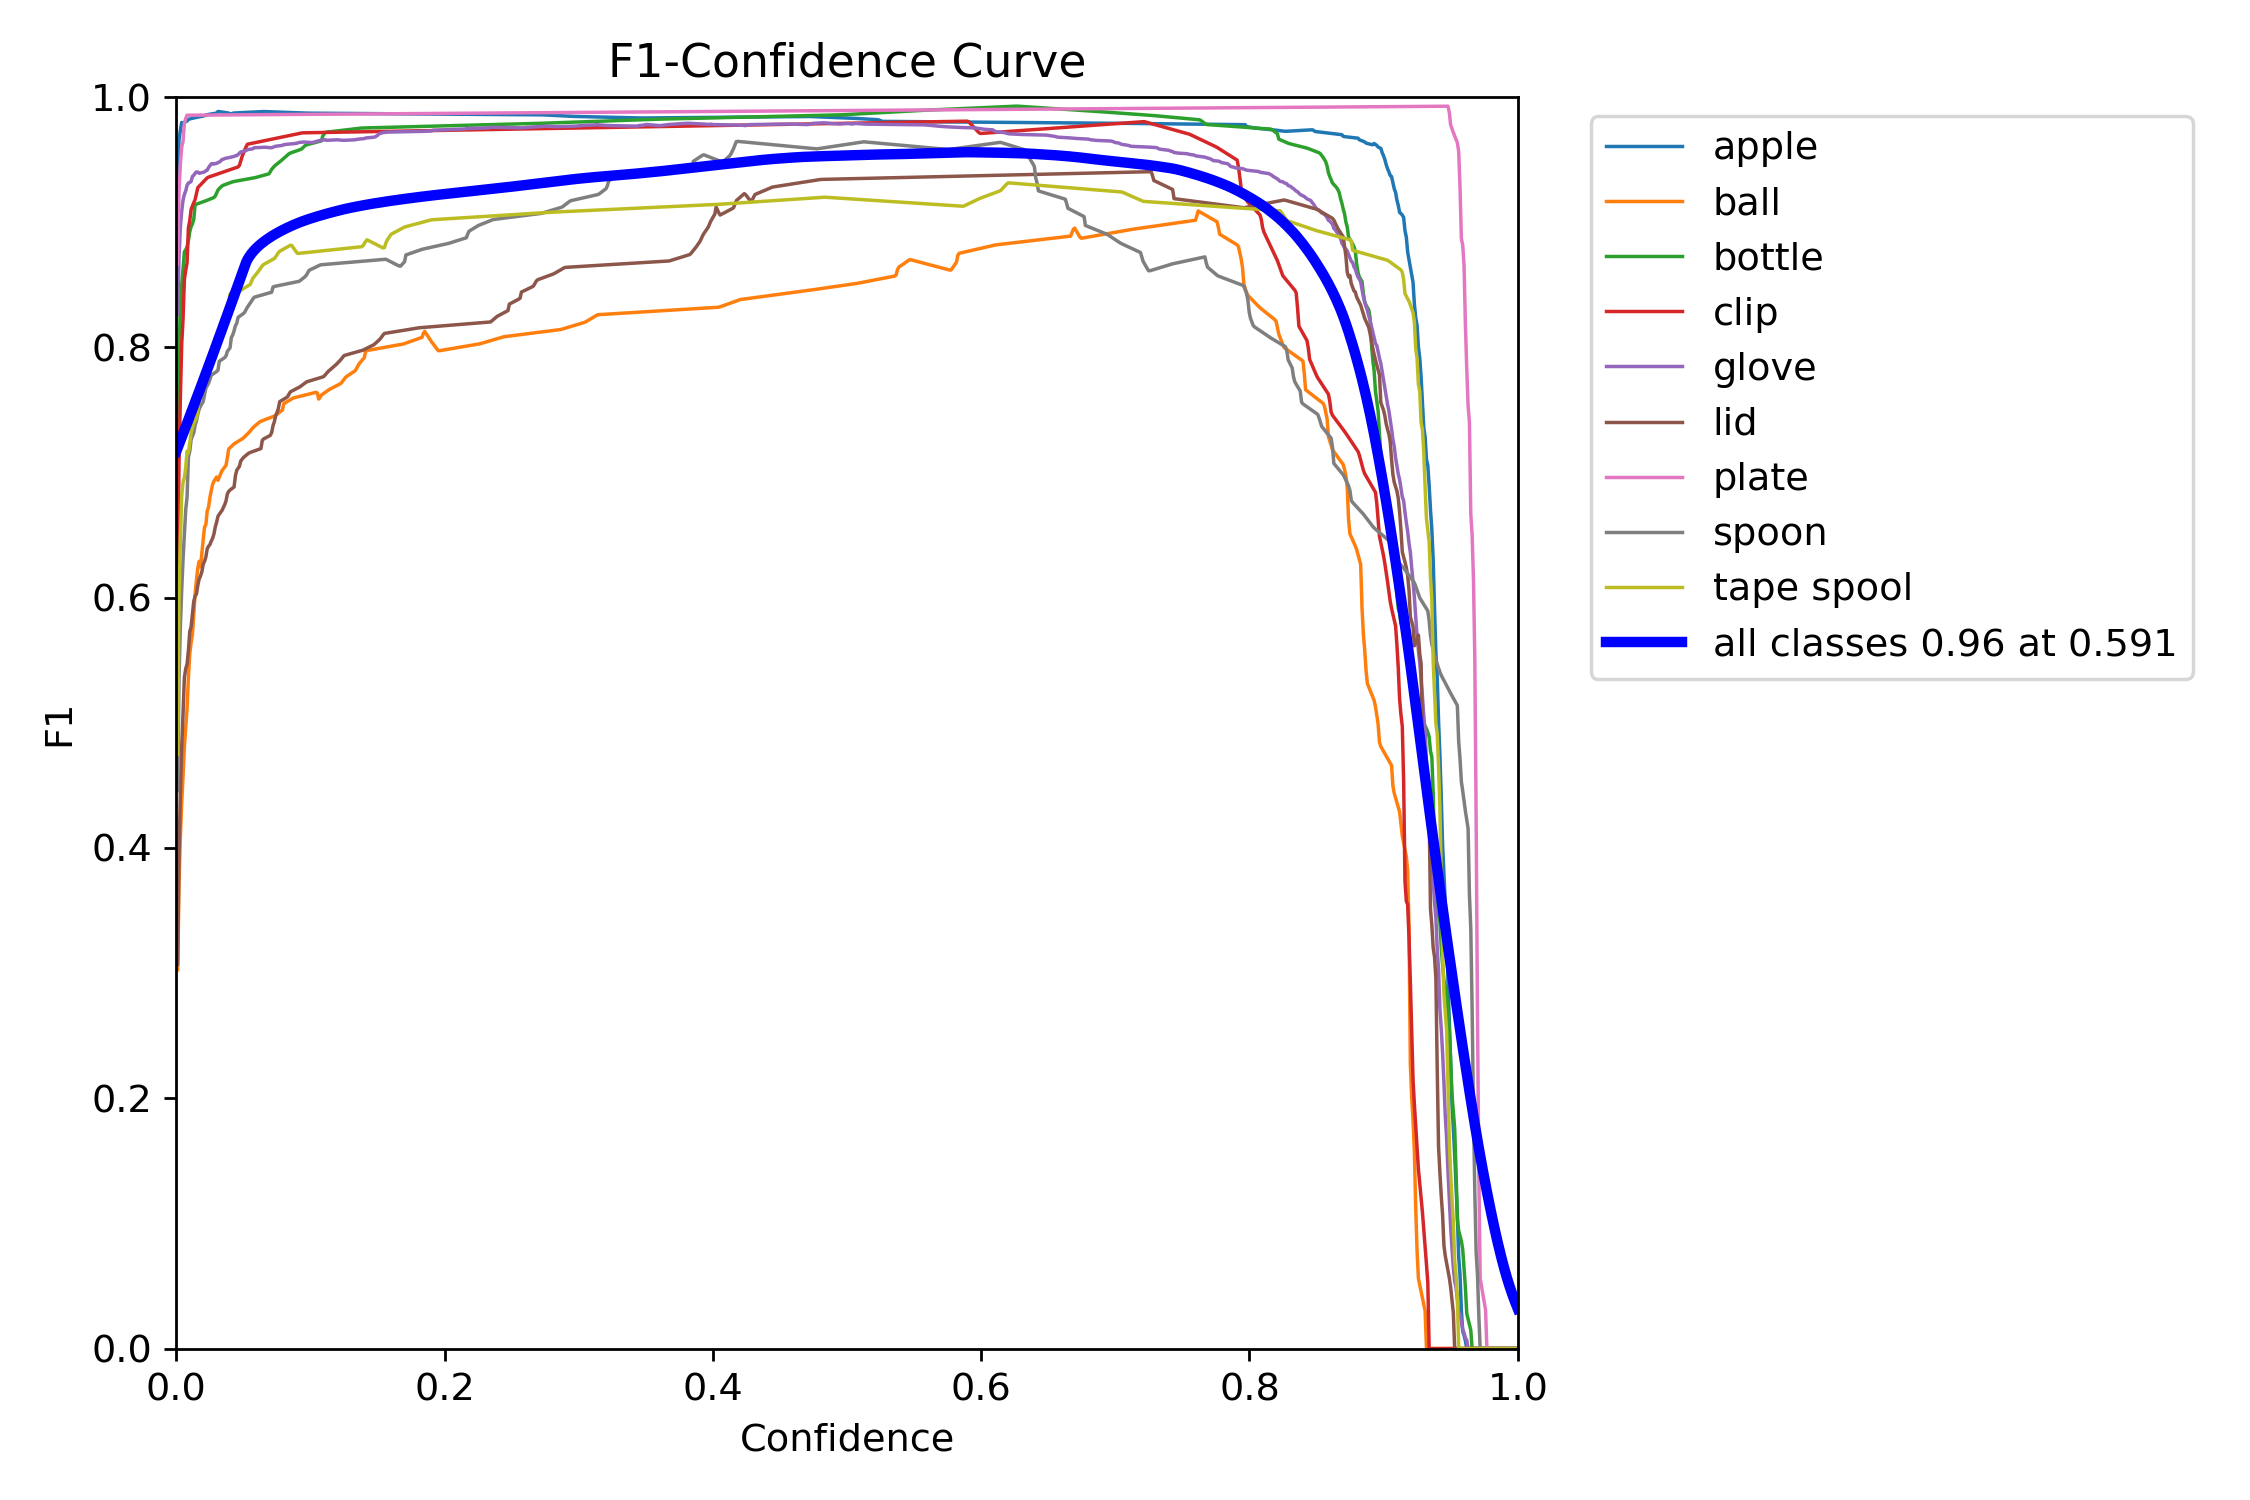 F1-Confidence Curve
1.0
0.8
0.6
0.4
0.2
0.0
F1
0.0 0.2 0.4 0.6 0.8 1.0
Confidence
apple
ball
bottle
clip
glove
lid
plate
spoon
tape spool
all classes 0.96 at 0.591